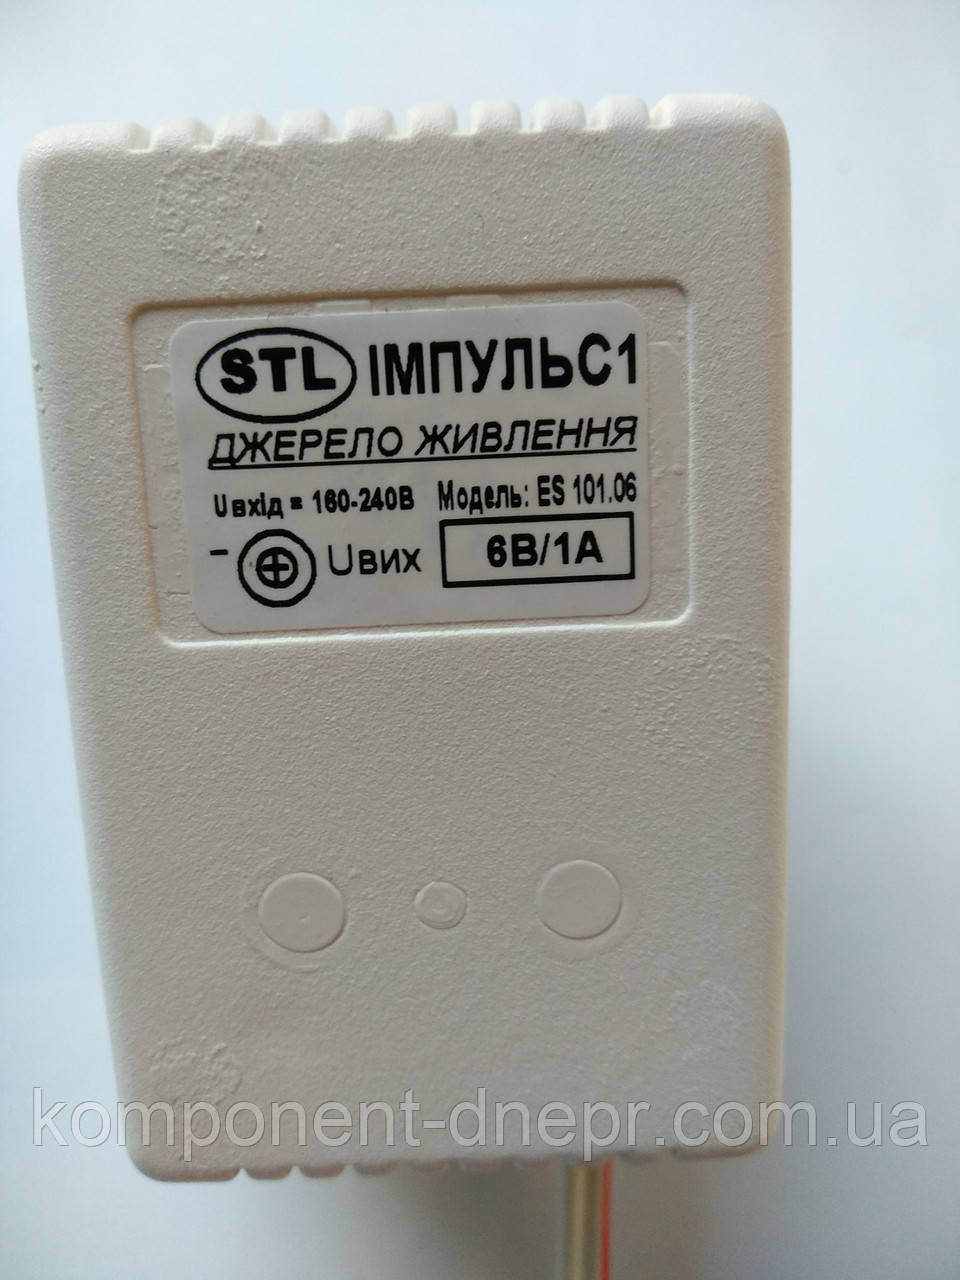 STL ІМПУЛЬС1
ДЖЕРЕЛО ЖИВЛЕННЯ
Uвхід = 160-240В Модель: ES 101.06
- + Uвих 6В/1А
komponent-dnepr.com.ua